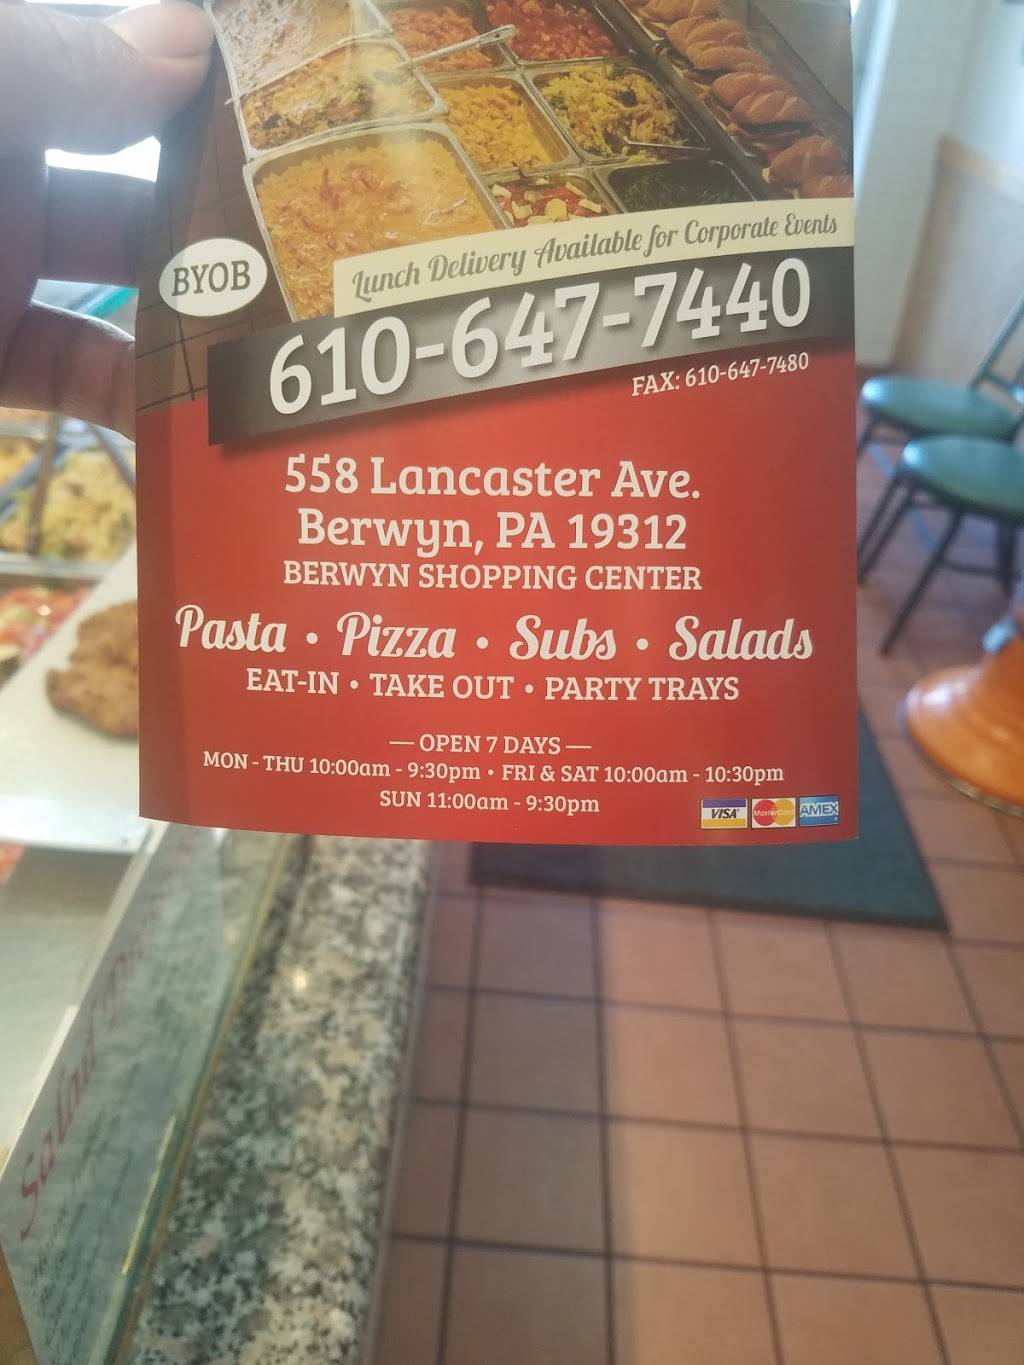 BYOB
Lunch Delivery Available for Corporate Events
610-647-7440
FAX: 610-647-7480
558 Lancaster Ave.
Berwyn, PA 19312
BERWYN SHOPPING CENTER
Pasta • Pizza • Subs • Salads
EAT-IN • TAKE OUT • PARTY TRAYS
— OPEN 7 DAYS —
MON - THU 10:00am - 9:30pm • FRI & SAT 10:00am - 10:30pm
SUN 11:00am - 9:30pm
VISA MasterCard AMEX
Salad